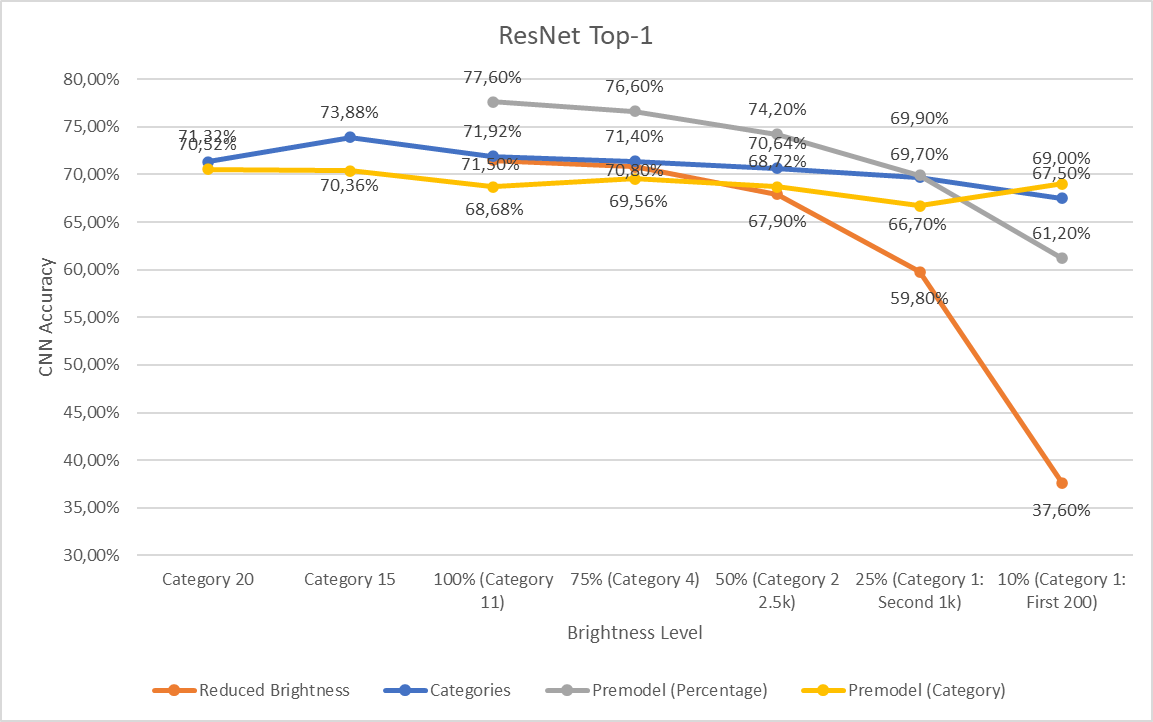 ResNet Top-1
80,00%
75,00%
70,00%
65,00%
60,00%
55,00%
50,00%
45,00%
40,00%
35,00%
30,00%
CNN Accuracy
77,60%
76,60%
74,20%
69,90%
61,20%
71,32%
73,88%
71,92%
71,40%
70,64%
69,70%
67,50%
70,52%
70,36%
68,68%
69,56%
68,72%
66,70%
69,00%
71,50%
70,80%
67,90%
59,80%
37,60%
Category 20
Category 15
100% (Category
11)
75% (Category 4)
50% (Category 2
2.5k)
25% (Category 1:
Second 1k)
10% (Category 1:
First 200)
Brightness Level
Reduced Brightness
Categories
Premodel (Percentage)
Premodel (Category)